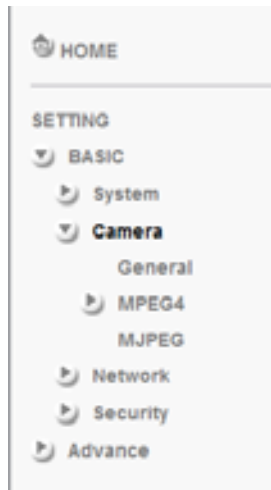 HOME
SETTING
BASIC
System
Camera
General
MPEG4
MJPEG
Network
Security
Advance